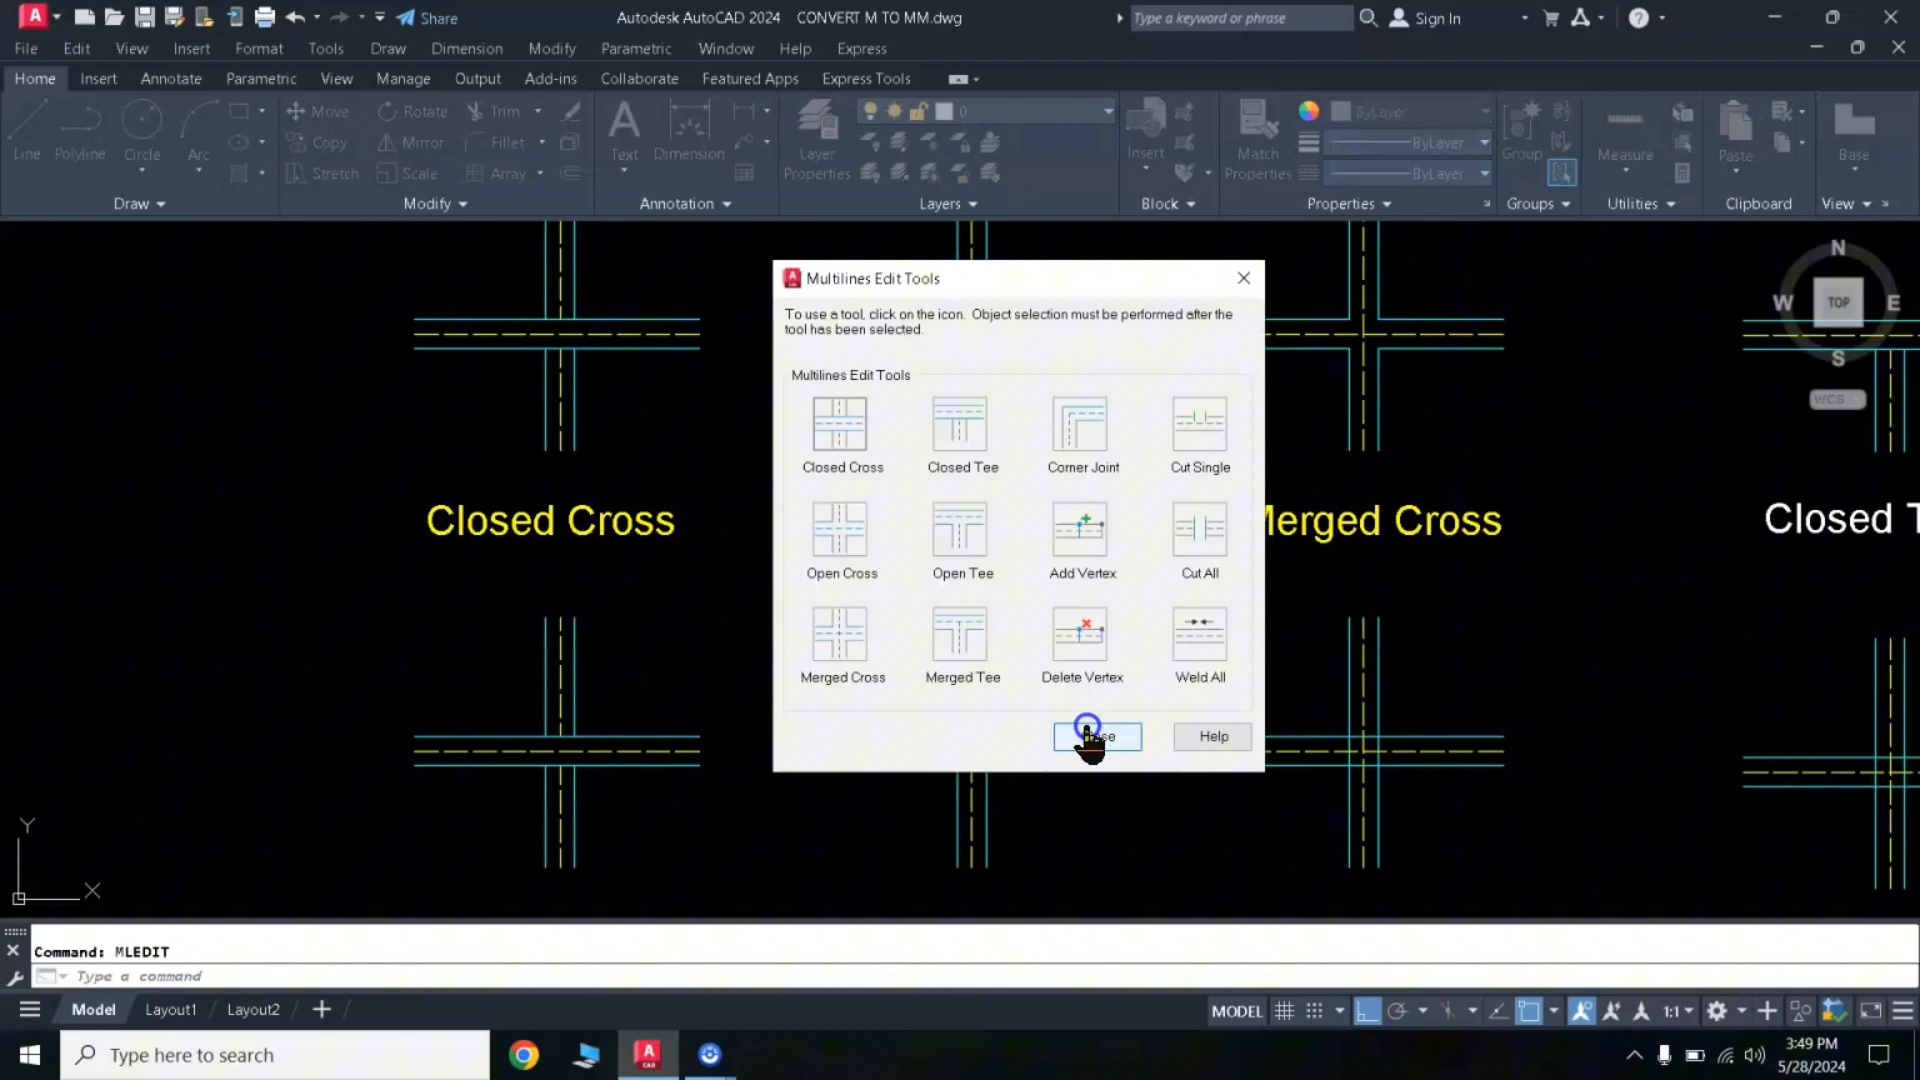 Share
Autodesk AutoCAD 2024 CONVERT M TO MM.dwg
Type a keyword or phrase
Sign In
File Edit View Insert Format Tools Draw Dimension Modify Parametric Window Help Express
Home Insert Annotate Parametric View Manage Output Add-ins Collaborate Featured Apps Express Tools
Move Rotate Trim
0
ByLayer
Copy Mirror Fillet
ByLayer
Line Polyline Circle Arc
Text Dimension
Layer
Insert
Match
Group Measure Paste Base
Stretch Scale Array
Properties
Properties
ByLayer
Draw Modify Annotation Layers Block Properties Groups Utilities Clipboard View
N
W TOP E
S
WCS
Multilines Edit Tools
To use a tool, click on the icon. Object selection must be performed after the
tool has been selected.
Multilines Edit Tools
Closed Cross Closed Tee Corner Joint Cut Single
Open Cross Open Tee Add Vertex Cut All
Merged Cross Merged Tee Delete Vertex Weld All
Help
Closed Cross
Merged Cross
Closed T
Y
X
Command: MLEDIT
Type a command
Model Layout1 Layout2
MODEL
1:1
Type here to search
3:49 PM
5/28/2024